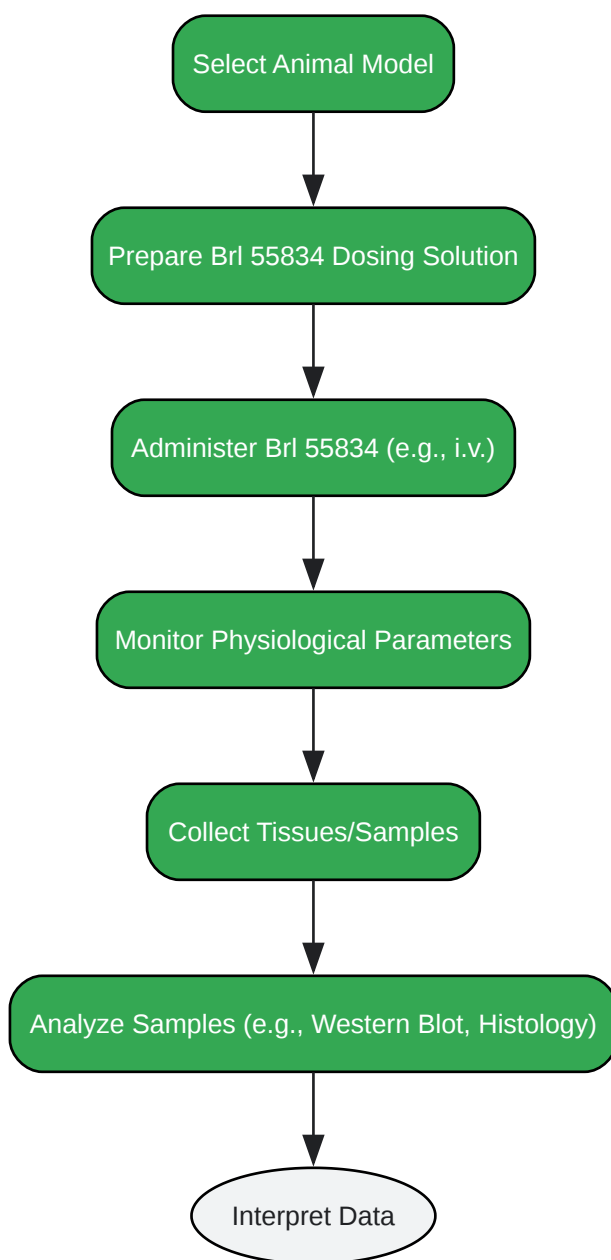 Select Animal Model
Prepare Brl 55834 Dosing Solution
Administer Brl 55834 (e.g., i.v.)
Monitor Physiological Parameters
Collect Tissues/Samples
Analyze Samples (e.g., Western Blot, Histology)
Interpret Data